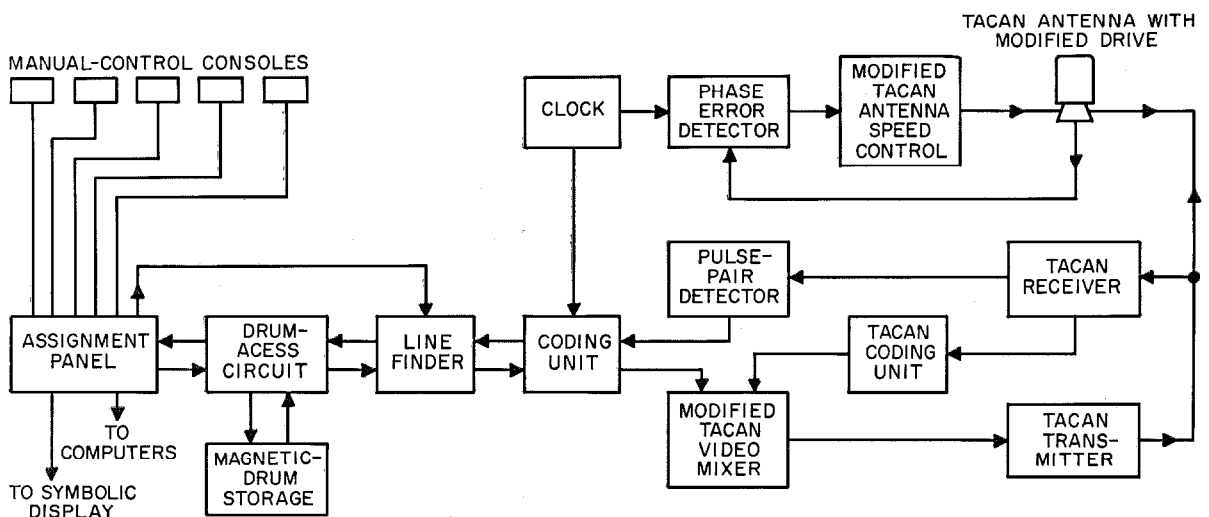 TACAN ANTENNA WITH
MODIFIED DRIVE
MANUAL-CONTROL CONSOLES
CLOCK
PHASE
ERROR
DETECTOR
MODIFIED
TACAN
ANTENNA
SPEED
CONTROL
PULSE-
PAIR
DETECTOR
TACAN
RECEIVER
ASSIGNMENT
PANEL
DRUM-
ACESS
CIRCUIT
LINE
FINDER
CODING
UNIT
TACAN
CODING
UNIT
MODIFIED
TACAN
VIDEO
MIXER
TACAN
TRANS-
MITTER
TO
COMPUTERS
MAGNETIC-
DRUM
STORAGE
TO SYMBOLIC
DISPLAY